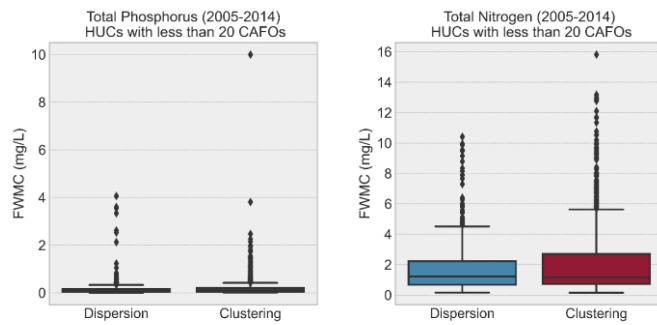 Total Phosphorus (2005-2014)
HUCs with less than 20 CAFOs
10
8
6
4
2
0
FWMC (mg/L)
Dispersion
Clustering
Total Nitrogen (2005-2014)
HUCs with less than 20 CAFOs
16
14
12
10
8
6
4
2
0
FWMC (mg/L)
Dispersion
Clustering